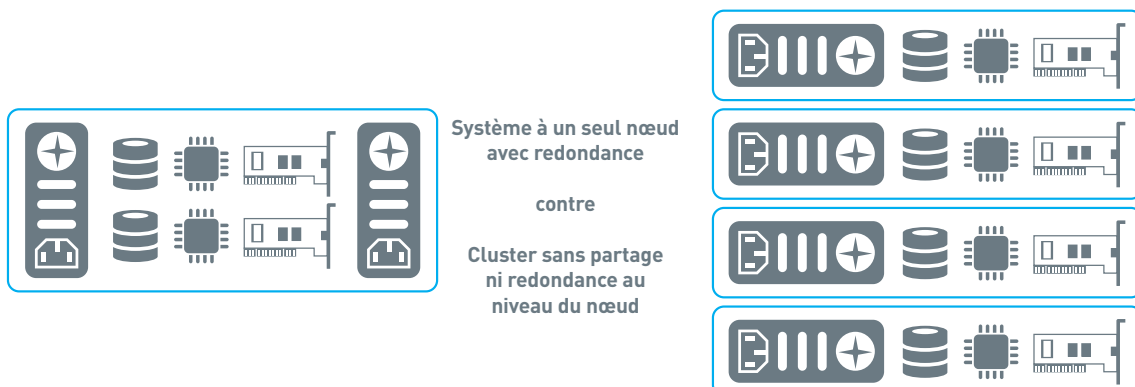 Système à un seul nœud
avec redondance
contre
Cluster sans partage
ni redondance au
niveau du nœud